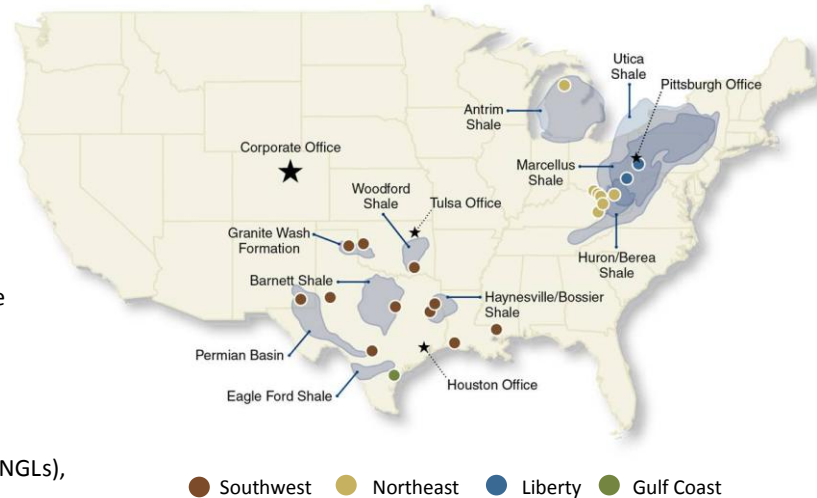 Utica
Shale
Pittsburgh Office
Antrim
Shale
Corporate Office
Marcellus
Shale
Woodford
Shale
Tulsa Office
Granite Wash
Formation
Huron/Berea
Shale
Barnett Shale
Haynesville/Bossier
Shale
e
Permian Basin
Houston Office
Eagle Ford Shale
NGLs),
Southwest Northeast Liberty Gulf Coast